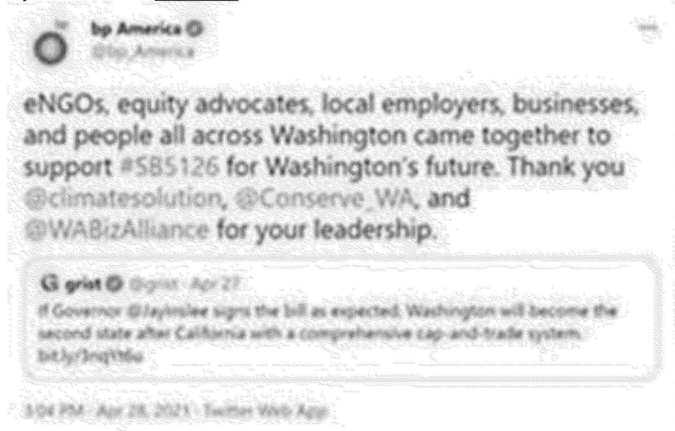 bp America
@bp_America
eNGOs, equity advocates, local employers, businesses,
and people all across Washington came together to
support #SB5126 for Washington's future. Thank you
@climatesolution, @Conserve_WA, and
@WABizAlliance for your leadership.
grist @grist · Apr 27
If Governor @JayInslee signs the bill as expected, Washington will become the
second state after California with a comprehensive cap-and-trade system.
3:04 PM · Apr 28, 2021 · Twitter Web App